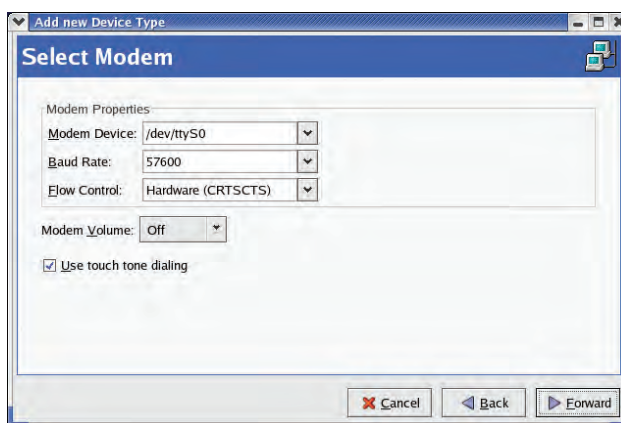 Add new Device Type
Select Modem
Modem Properties
Modem Device: /dev/ttyS0
Baud Rate: 57600
Flow Control: Hardware (CRTSCTS)
Modem Volume: Off
Use touch tone dialing
Cancel Back Forward